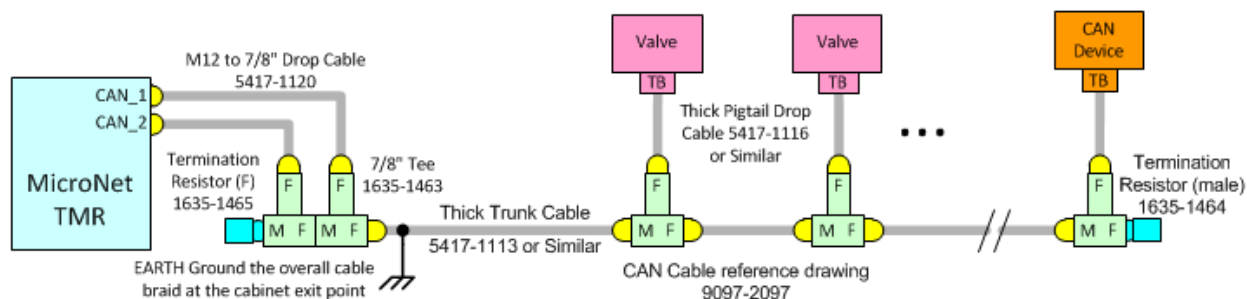 M12 to 7/8" Drop Cable
5417-1120
CAN_1
CAN_2
MicroNet
TMR
Termination
Resistor (F)
1635-1465
7/8" Tee
1635-1463
F
F
M F
M F
EARTH Ground the overall cable
braid at the cabinet exit point
Thick Trunk Cable
5417-1113 or Similar
Valve
TB
F
M F
Thick Pigtail Drop
Cable 5417-1116
or Similar
Valve
TB
F
M F
CAN Cable reference drawing
9097-2097
CAN
Device
TB
F
M F
Termination
Resistor (male)
1635-1464